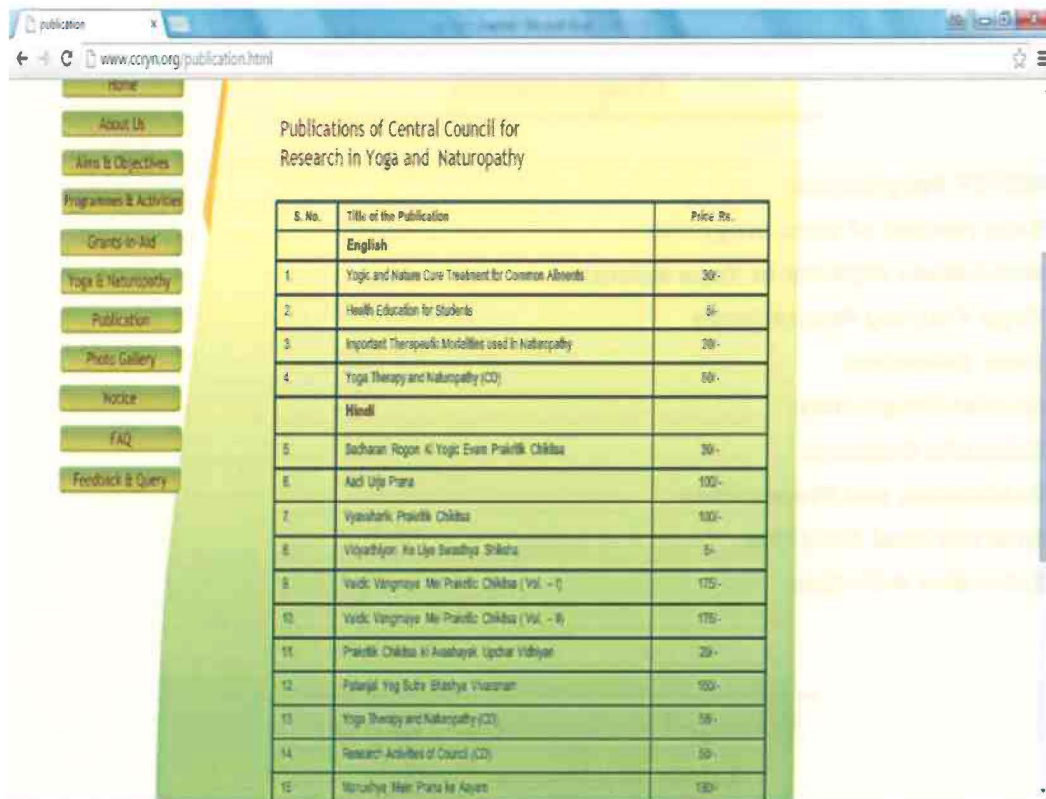 publication
www.ccryn.org/publication.html
Home
About Us
Aims & Objectives
Programmes & Activities
Grants-in-Aid
Yoga & Naturopathy
Publication
Photo Gallery
Notice
FAQ
Feedback & Query
Publications of Central Council for
Research in Yoga and Naturopathy
S. No. Title of the Publication Price Rs.
English
1. Yogic and Nature Cure Treatment for Common Ailments 30/-
2. Health Education for Students 5/-
3. Important Therapeutic Modalities used in Naturopathy 20/-
4. Yoga Therapy and Naturopathy (CD) 50/-
Hindi
5. Sadharan Rogon Ki Yogic Evam Prakritik Chikitsa 30/-
6. Aadi Urja Prana 100/-
7. Vyavaharik Prakritik Chikitsa 100/-
8. Vidyarthiyon Ke Liye Swasthya Shiksha 5/-
9. Vaidic Vangmaya Me Prakritic Chikitsa ( Vol. - I) 175/-
10. Vaidic Vangmaya Me Prakritic Chikitsa ( Vol. - II) 175/-
11. Prakritik Chikitsa ki Avashayak Upchar Vidhiyan 20/-
12. Patanjal Yog Sutra Bhashya Vivaranam
13. Yoga Therapy and Naturopathy (CD) 50/-
14. Research Activities of Council (CD) 50/-
15. Manushya Mein Prana ke Aayam